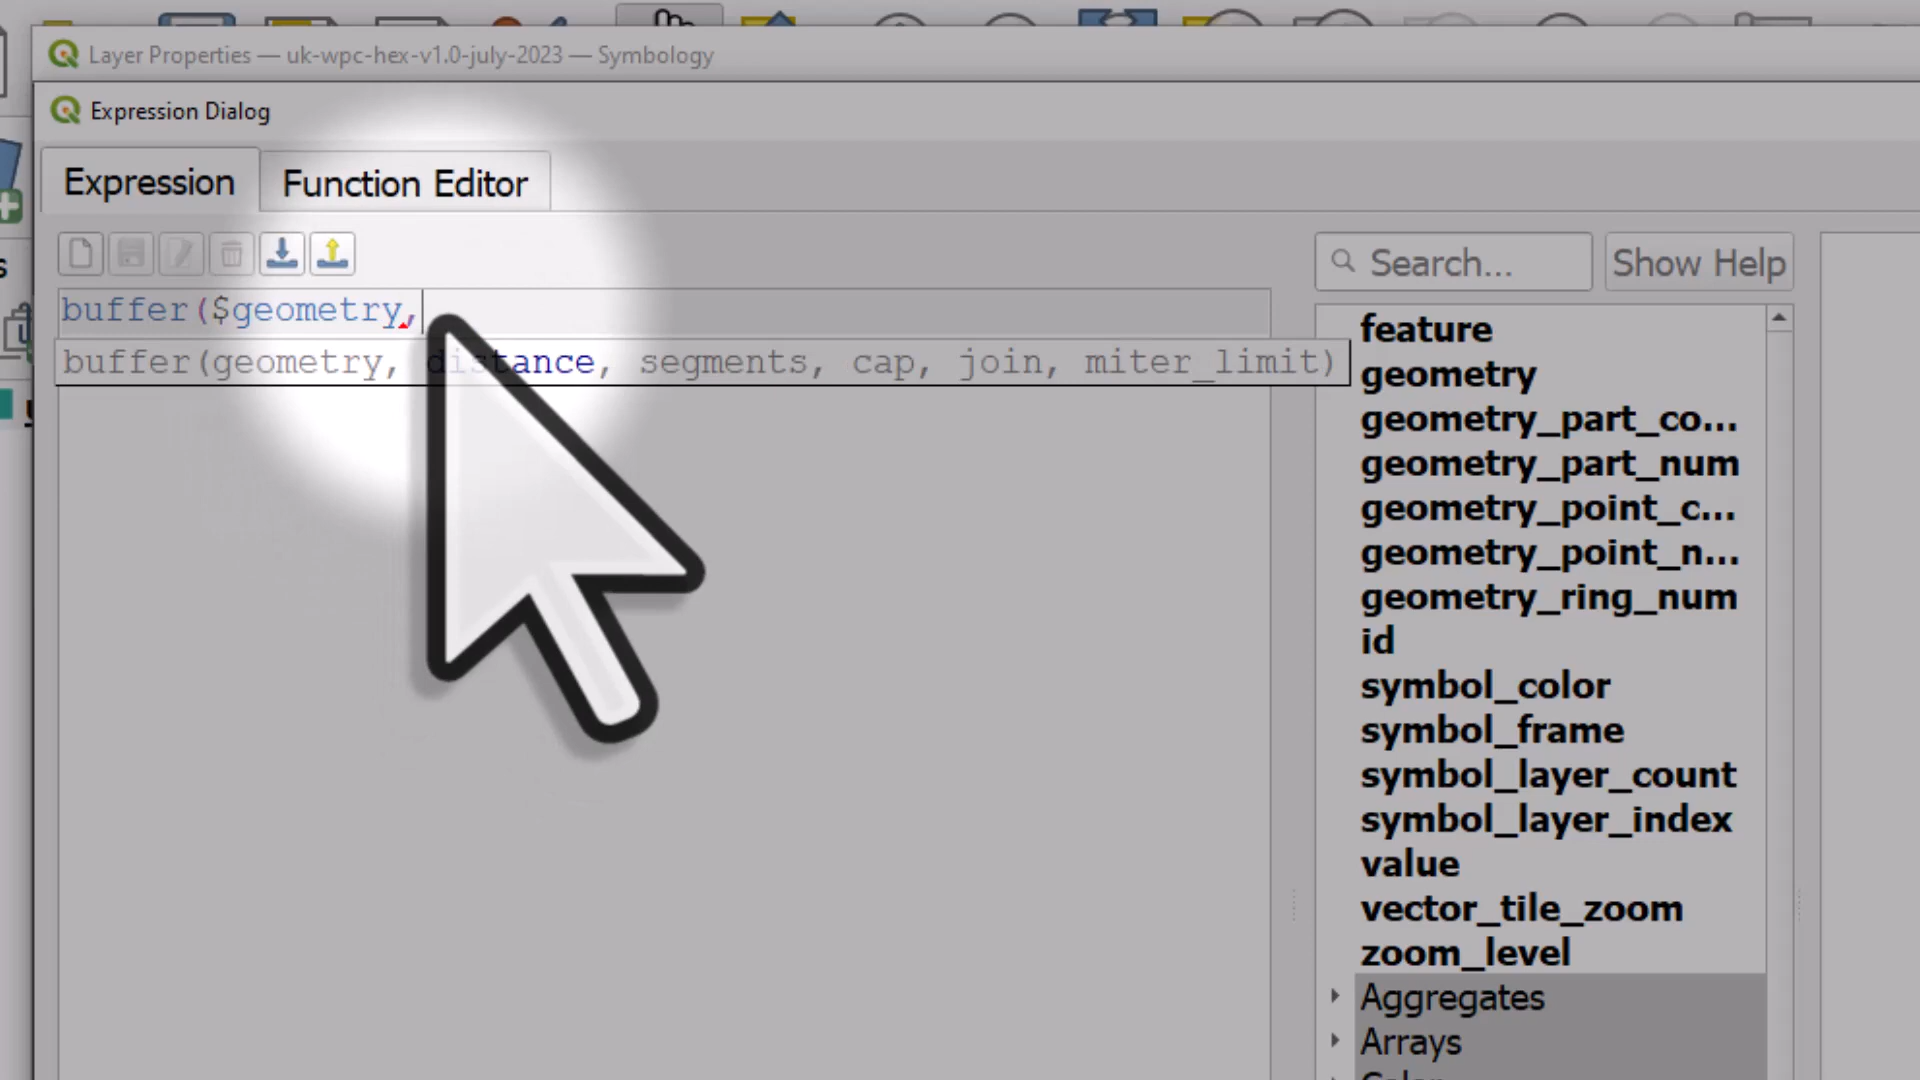 Layer Properties — uk-wpc-hex-v1.0-july-2023 — Symbology
Expression Dialog
Expression
Function Editor
Search...
Show Help
buffer($geometry,
buffer(geometry, distance, segments, cap, join, miter_limit)
feature
geometry
geometry_part_co...
geometry_part_num
geometry_point_c...
geometry_point_n...
geometry_ring_num
id
symbol_color
symbol_frame
symbol_layer_count
symbol_layer_index
value
vector_tile_zoom
zoom_level
Aggregates
Arrays